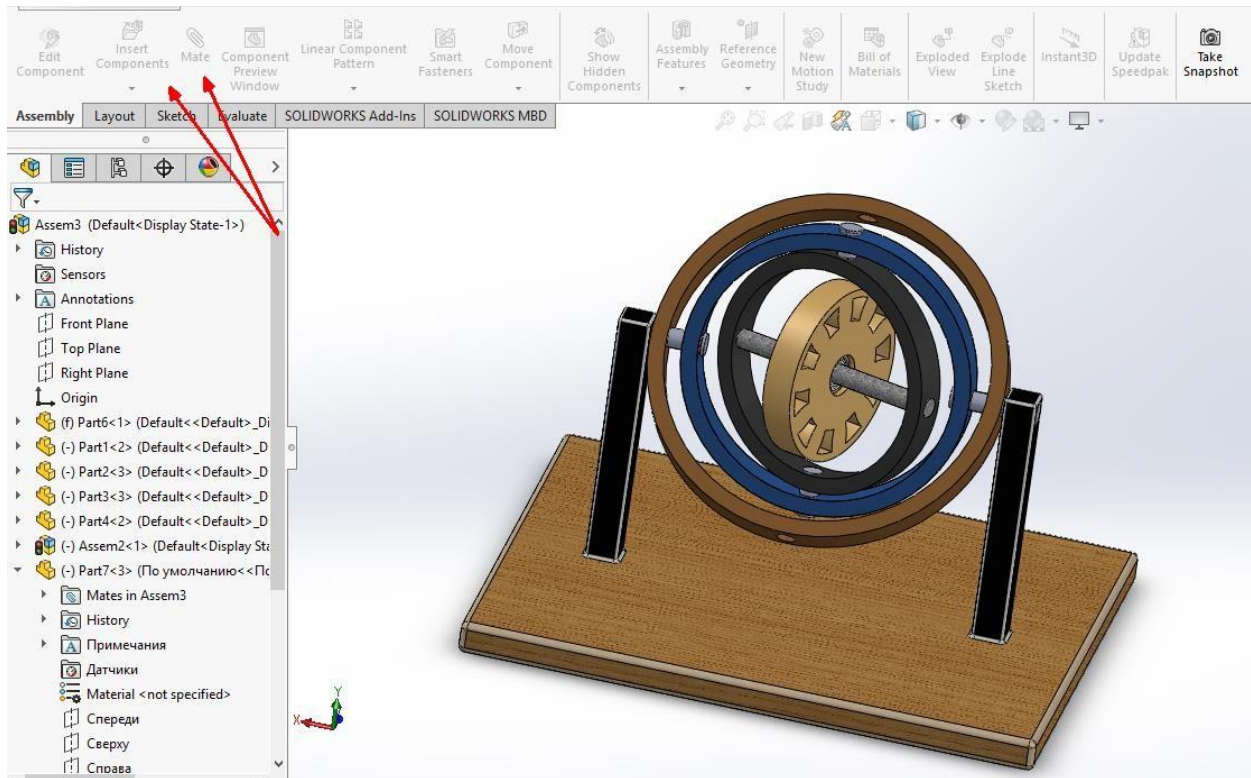 Edit Component
Insert Components
Mate
Component Preview Window
Linear Component Pattern
Smart Fasteners
Move Component
Show Hidden Components
Assembly Features
Reference Geometry
New Motion Study
Bill of Materials
Exploded View
Explode Line Sketch
Instant3D
Update Speedpak
Take Snapshot
Assembly
Layout
Sketch
Evaluate
SOLIDWORKS Add-Ins
SOLIDWORKS MBD
Assem3 (Default<Display State-1>)
History
Sensors
Annotations
Front Plane
Top Plane
Right Plane
Origin
(f) Part6<1> (Default<<Default>_Di
(-) Part1<2> (Default<<Default>_D
(-) Part2<3> (Default<<Default>_D
(-) Part3<3> (Default<<Default>_D
(-) Part4<2> (Default<<Default>_D
(-) Assem2<1> (Default<Display Sta
(-) Part7<3> (По умолчанию<<По
Mates in Assem3
History
Примечания
Датчики
Material <not specified>
Спереди
Сверху
Справа
Y
X